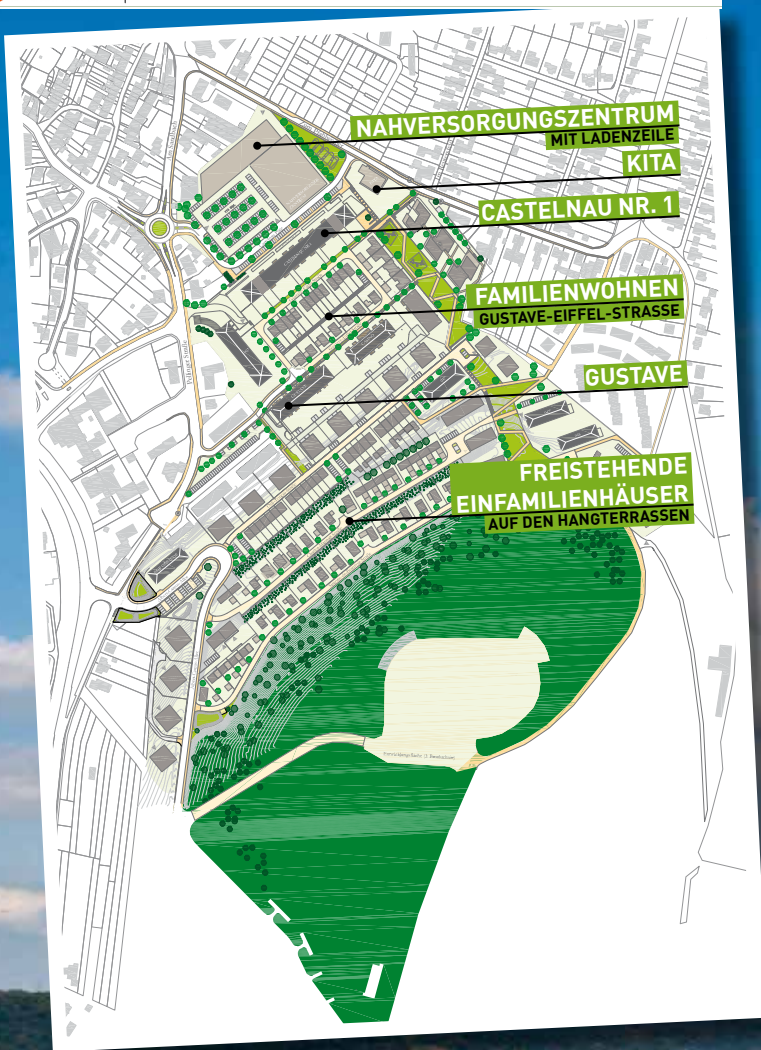 NAHVERSORGUNGSZENTRUM
MIT LADENZEILE
KITA
CASTELNAU NR. 1
FAMILIENWOHNEN
GUSTAVE-EIFFEL-STRASSE
GUSTAVE
FREISTEHENDE
EINFAMILIENHÄUSER
AUF DEN HANGTERRASSEN